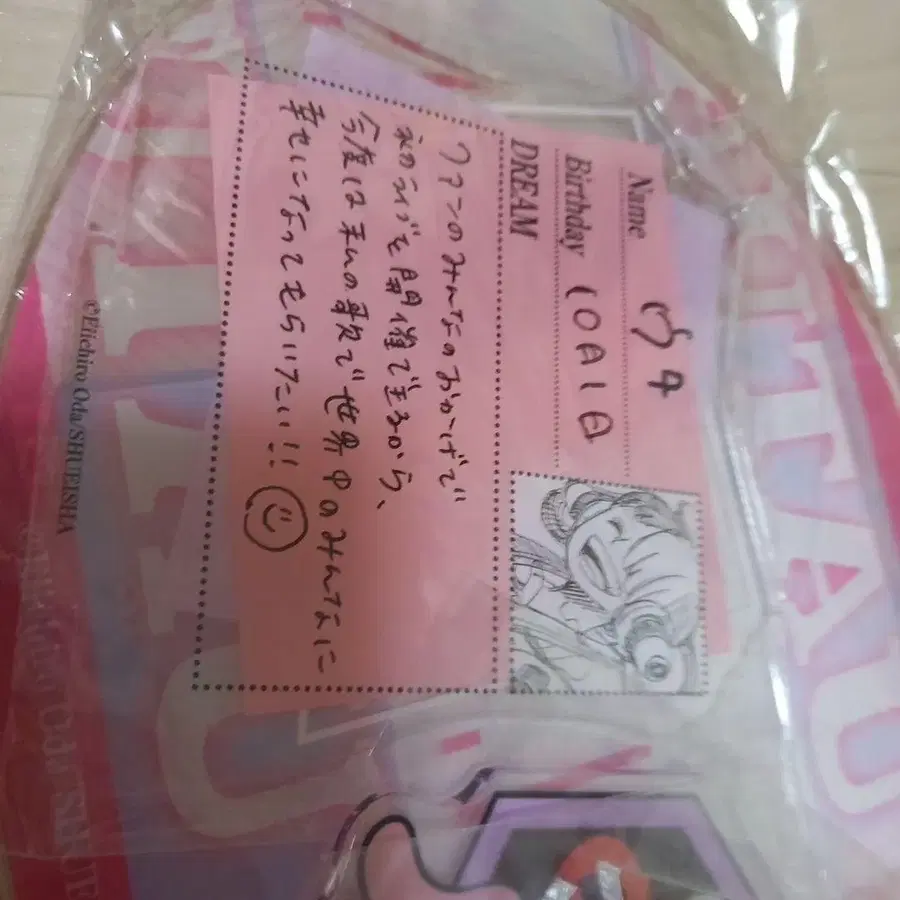 Name ウタ
Birthday 10月1日
DREAM
ファンのみんなのおかげで
ライブを開催できるから、
今度は私の歌で世界中のみんなに
幸せになってもらいたい!!
©Eiichiro Oda/SHUEISHA
UTA